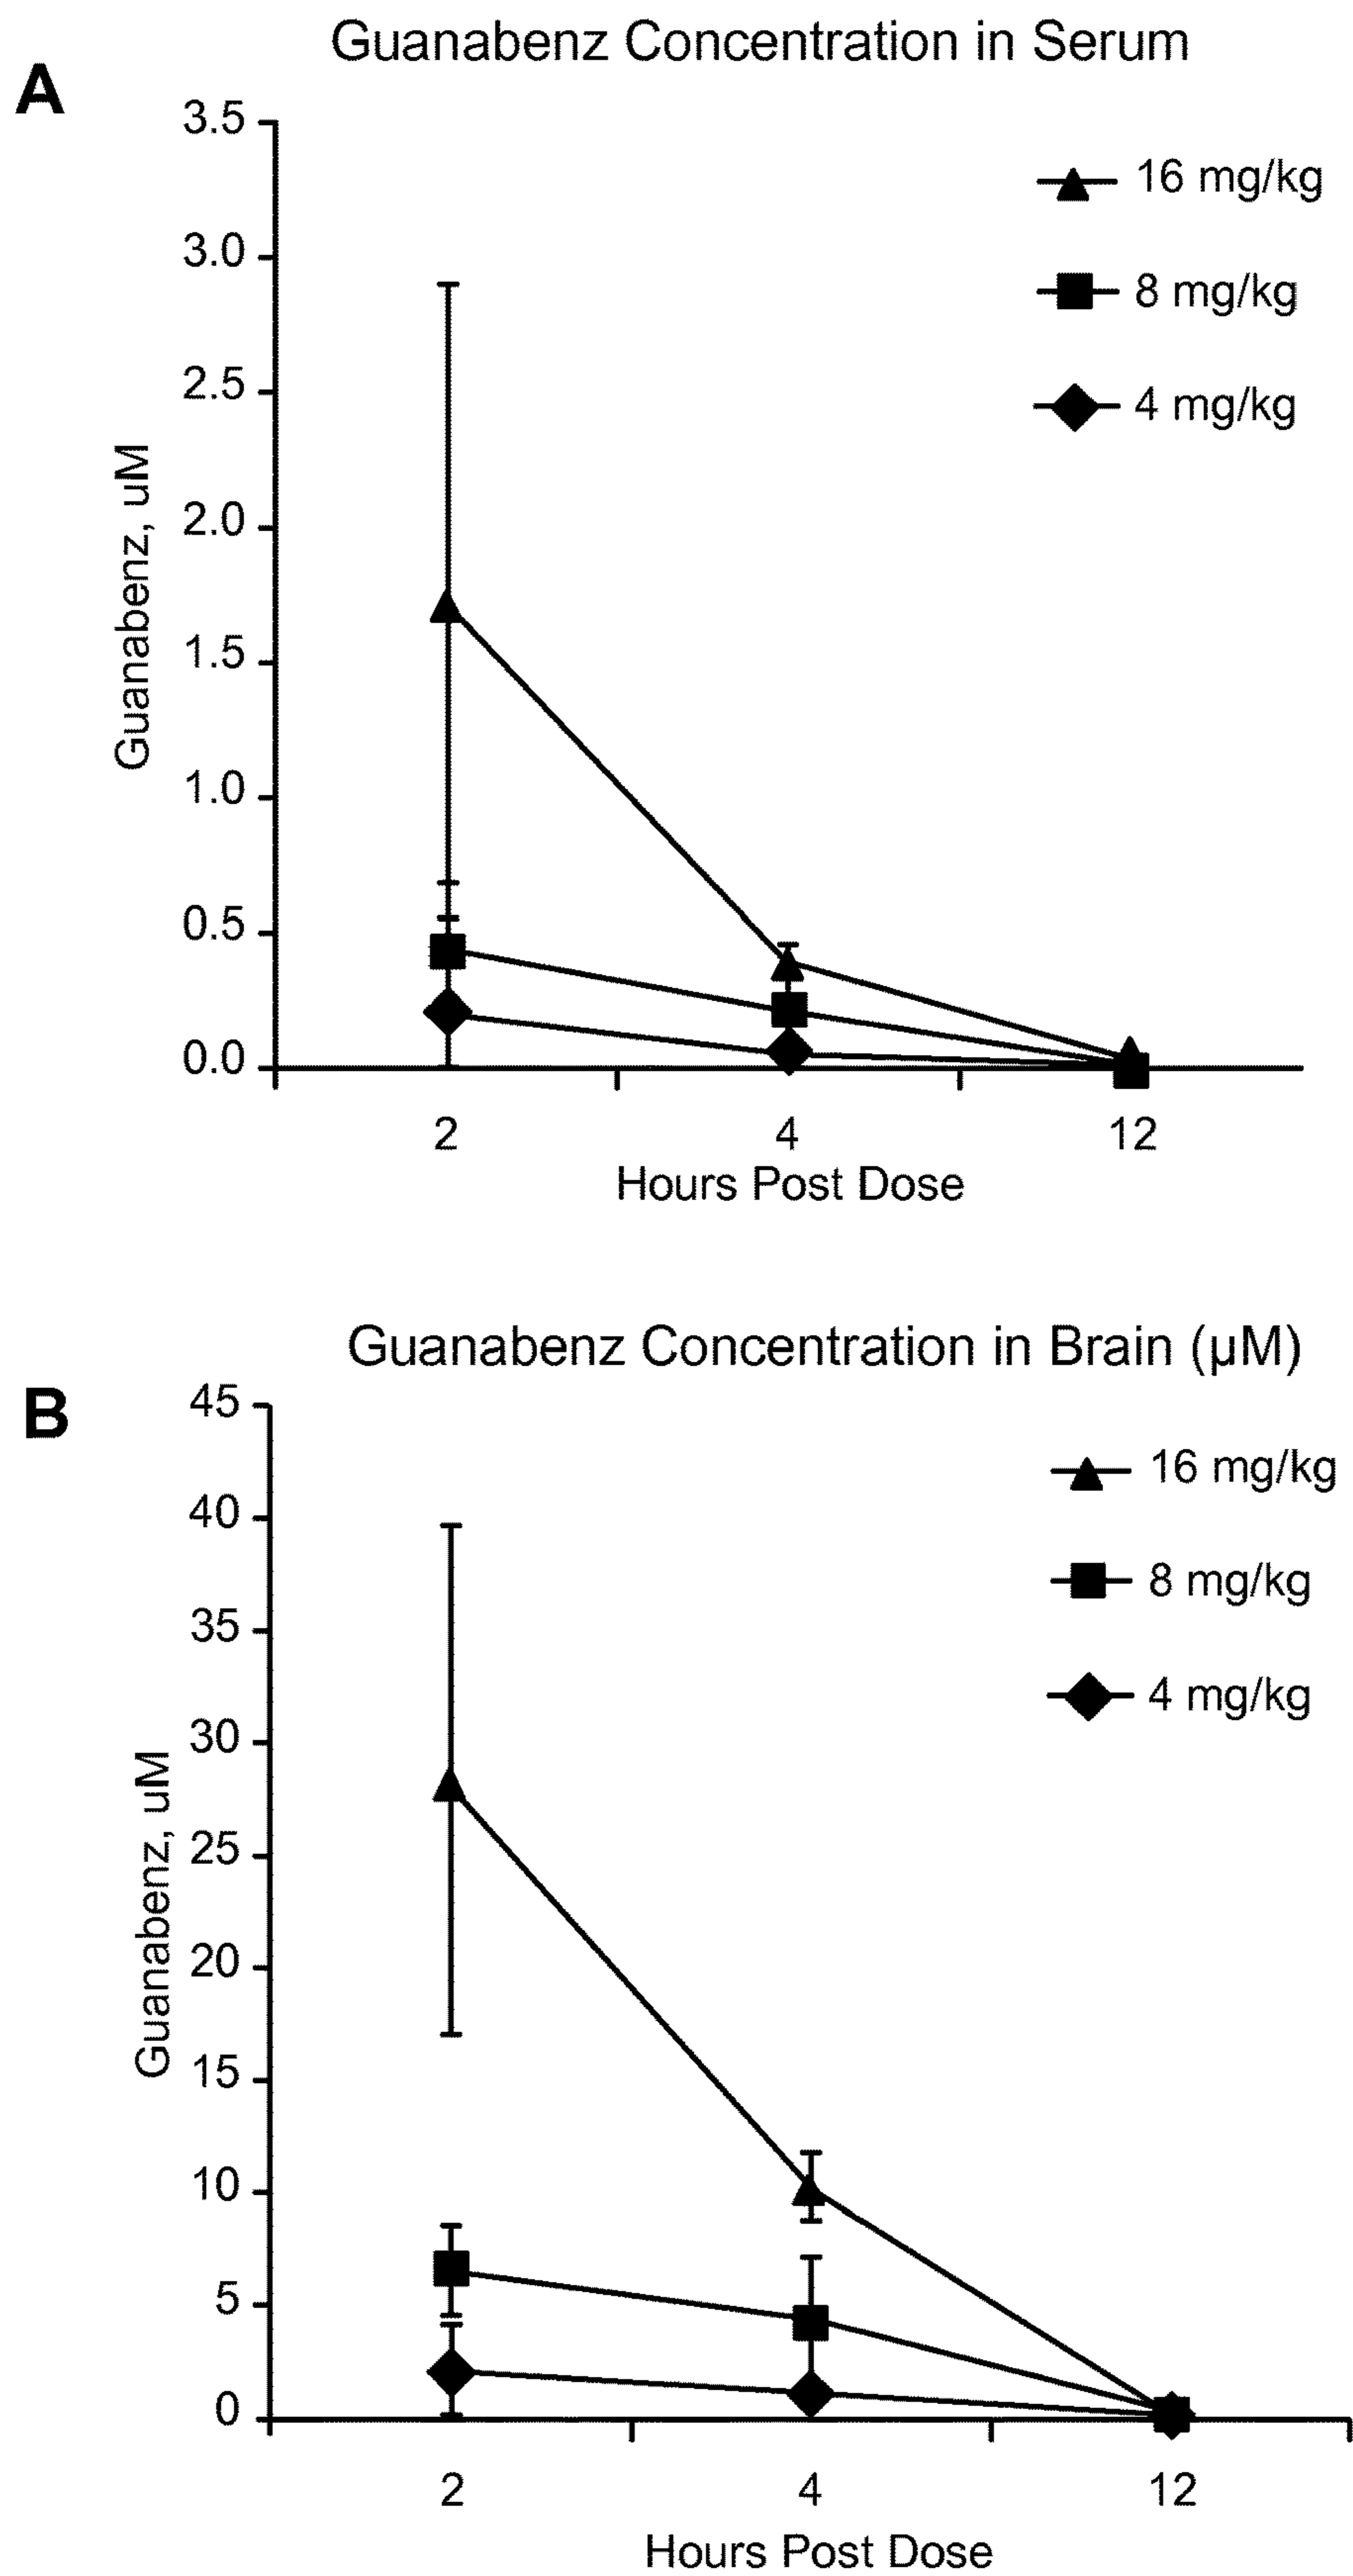 Guanabenz Concentration in Serum
A
3.5
3.0
2.5
2.0
1.5
1.0
0.5
0.0
Guanabenz, uM
16 mg/kg
8 mg/kg
4 mg/kg
2 4 12
Hours Post Dose
Guanabenz Concentration in Brain (µM)
B
45
40
35
30
25
20
15
10
5
0
Guanabenz, uM
16 mg/kg
8 mg/kg
4 mg/kg
2 4 12
Hours Post Dose